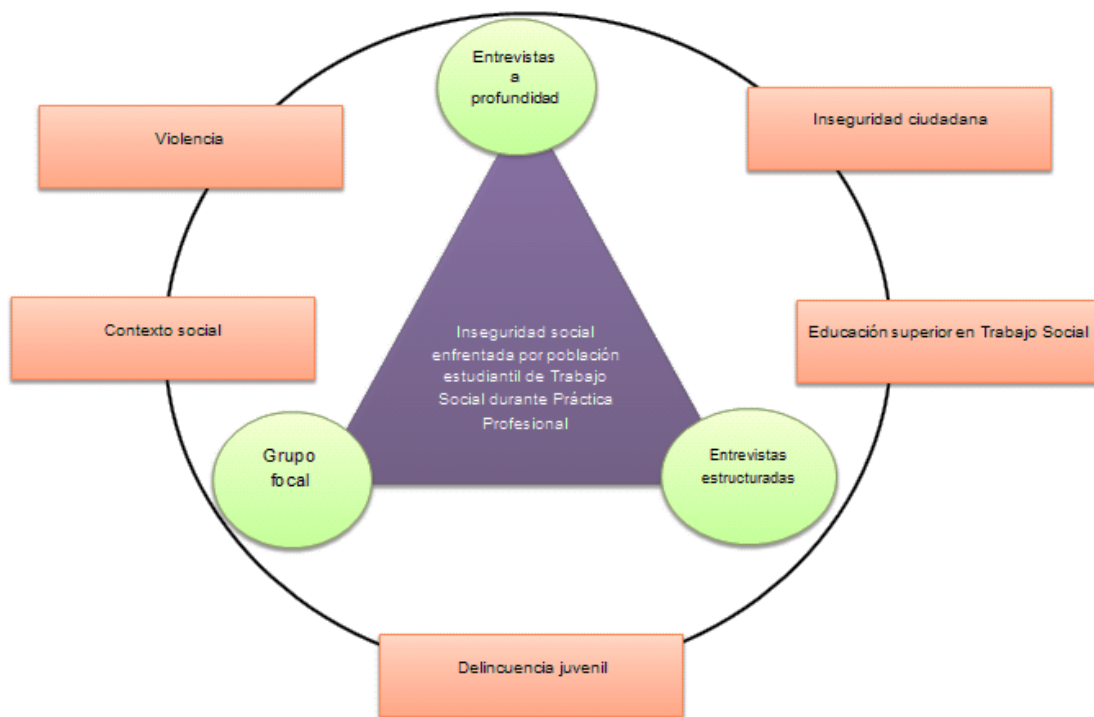 Entrevistas
a
profundidad
Violencia
Inseguridad ciudadana
Contexto social
Educación superior en Trabajo Social
Inseguridad social
enfrentada por población
estudiantil de Trabajo
Social durante Práctica
Profesional
Grupo
focal
Entrevistas
estructuradas
Delincuencia juvenil